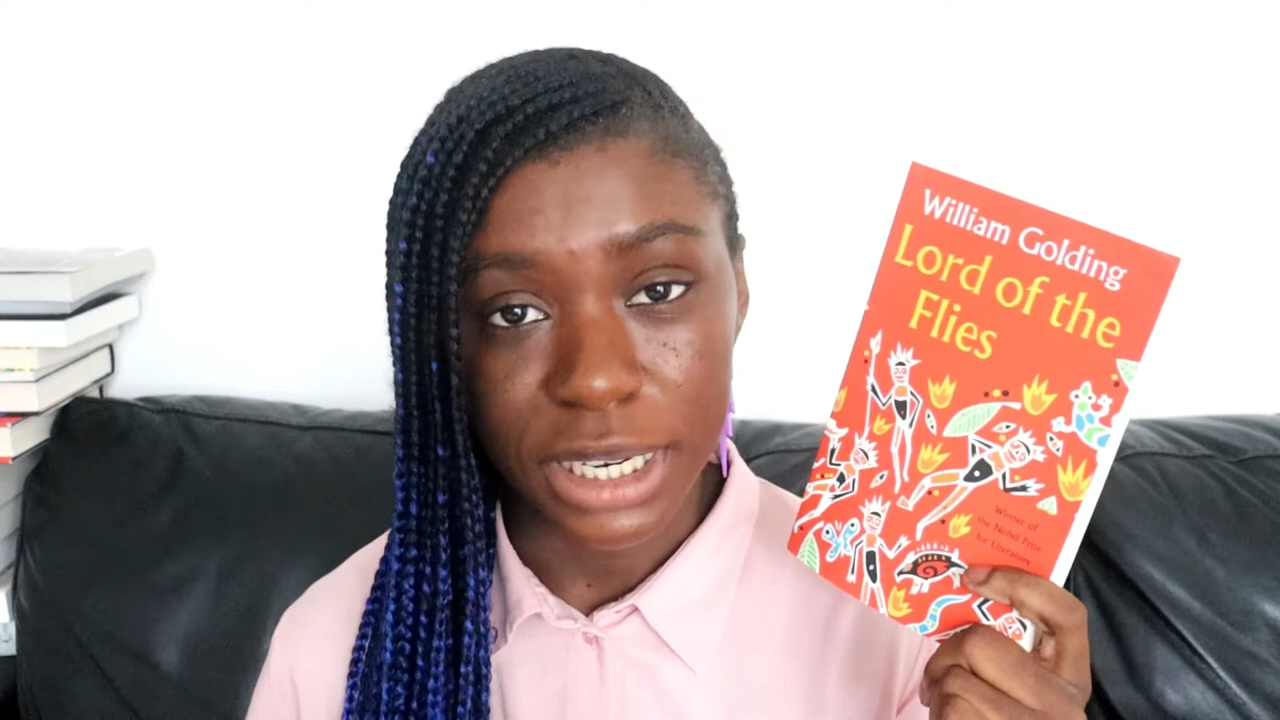 William Golding
Lord of the
Flies
Winner of
the Nobel Prize
for Literature